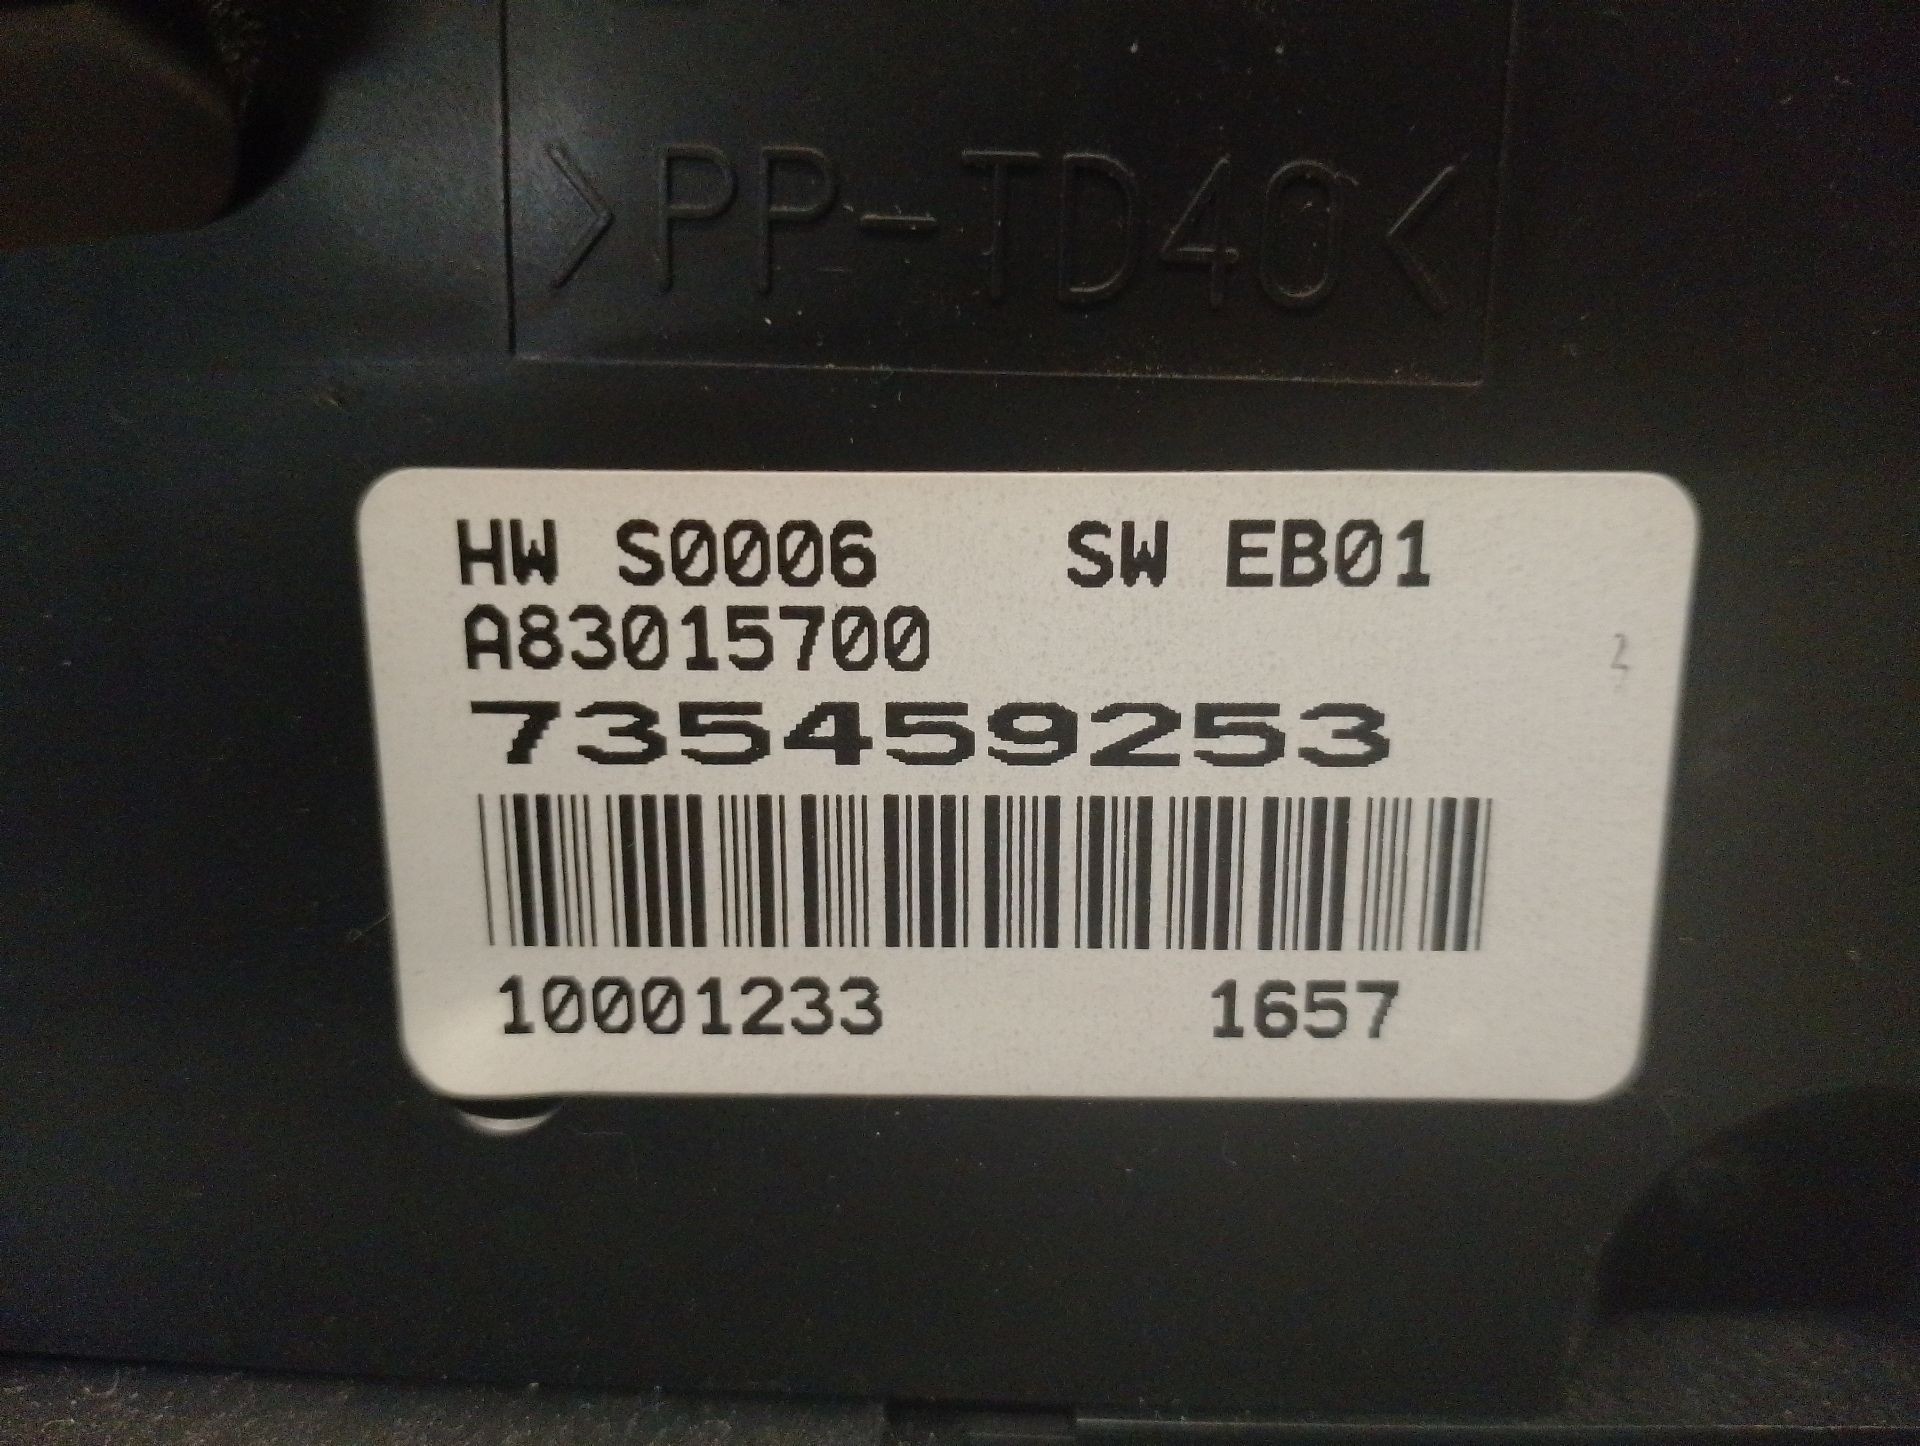 >PP-TD40<
HW S0006 SW EB01
A83015700
735459253
10001233 1657